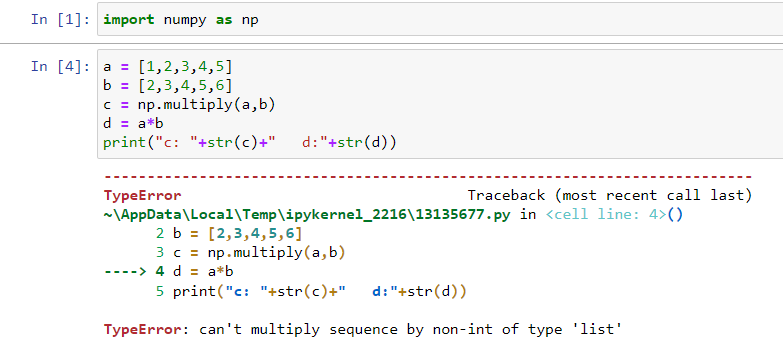 In [1]: import numpy as np
In [4]: a = [1,2,3,4,5]
b = [2,3,4,5,6]
c = np.multiply(a,b)
d = a*b
print("c: "+str(c)+"   d:"+str(d))
---------------------------------------------------------------------------
TypeError                                 Traceback (most recent call last)
~\AppData\Local\Temp\ipykernel_2216\13135677.py in <cell line: 4>()
      2 b = [2,3,4,5,6]
      3 c = np.multiply(a,b)
----> 4 d = a*b
      5 print("c: "+str(c)+"   d:"+str(d))
TypeError: can't multiply sequence by non-int of type 'list'